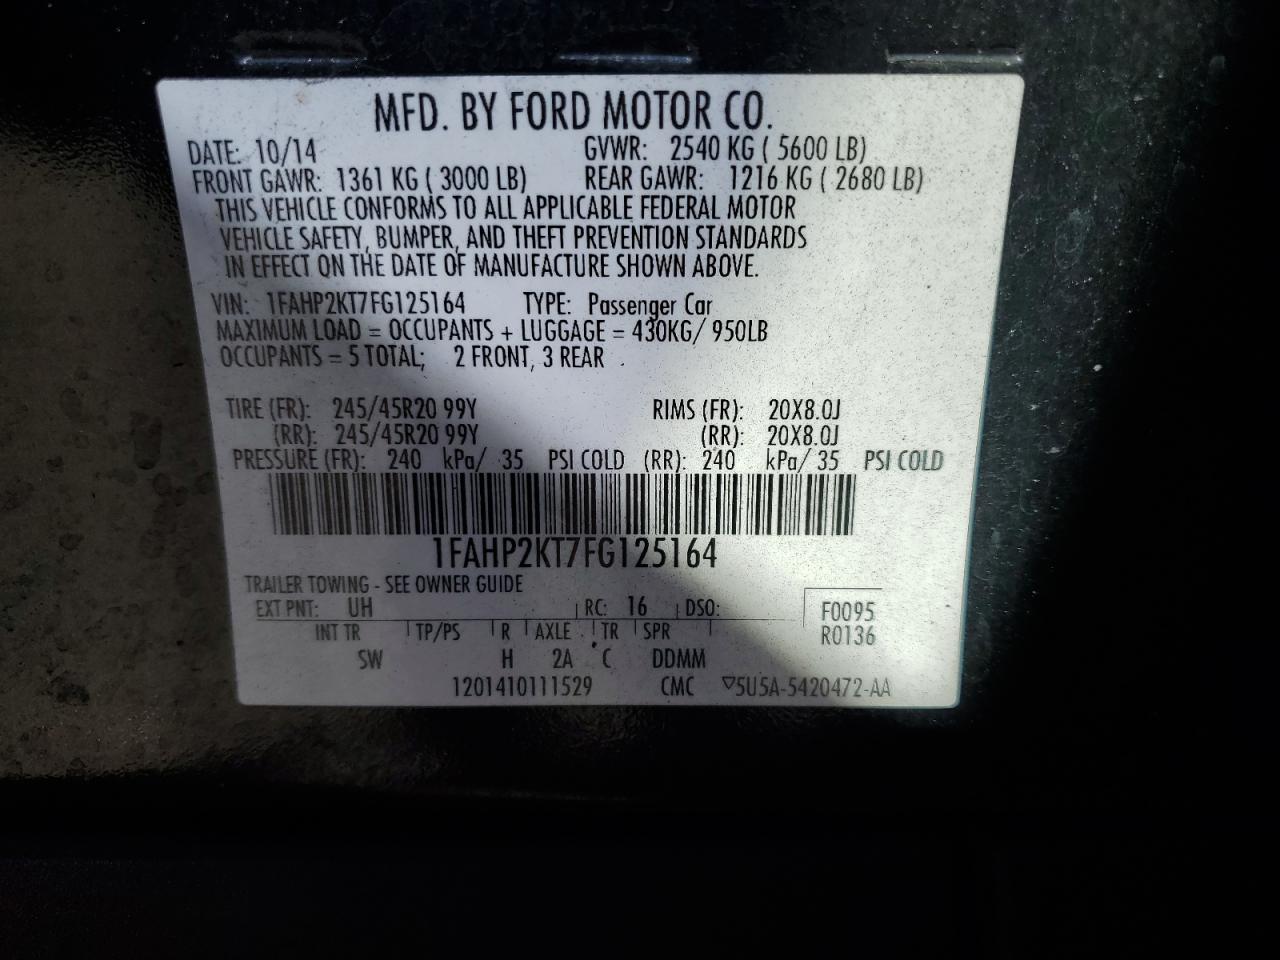 MFD. BY FORD MOTOR CO.
DATE: 10/14 GVWR: 2540 KG ( 5600 LB)
FRONT GAWR: 1361 KG ( 3000 LB) REAR GAWR: 1216 KG ( 2680 LB)
THIS VEHICLE CONFORMS TO ALL APPLICABLE FEDERAL MOTOR
VEHICLE SAFETY, BUMPER, AND THEFT PREVENTION STANDARDS
IN EFFECT ON THE DATE OF MANUFACTURE SHOWN ABOVE.
VIN: 1FAHP2KT7FG125164 TYPE: Passenger Car
MAXIMUM LOAD = OCCUPANTS + LUGGAGE = 430KG/ 950LB
OCCUPANTS = 5 TOTAL; 2 FRONT, 3 REAR
TIRE (FR): 245/45R20 99Y RIMS (FR): 20X8.0J
(RR): 245/45R20 99Y (RR): 20X8.0J
PRESSURE (FR): 240 kPa/ 35 PSI COLD (RR): 240 kPa/ 35 PSI COLD
1FAHP2KT7FG125164
TRAILER TOWING - SEE OWNER GUIDE
EXT PNT: UH RC: 16 DSO: F0095
INT TR TP/PS R AXLE TR SPR R0136
SW H 2A C DDMM
1201410111529 CMC ▽5U5A-5420472-AA